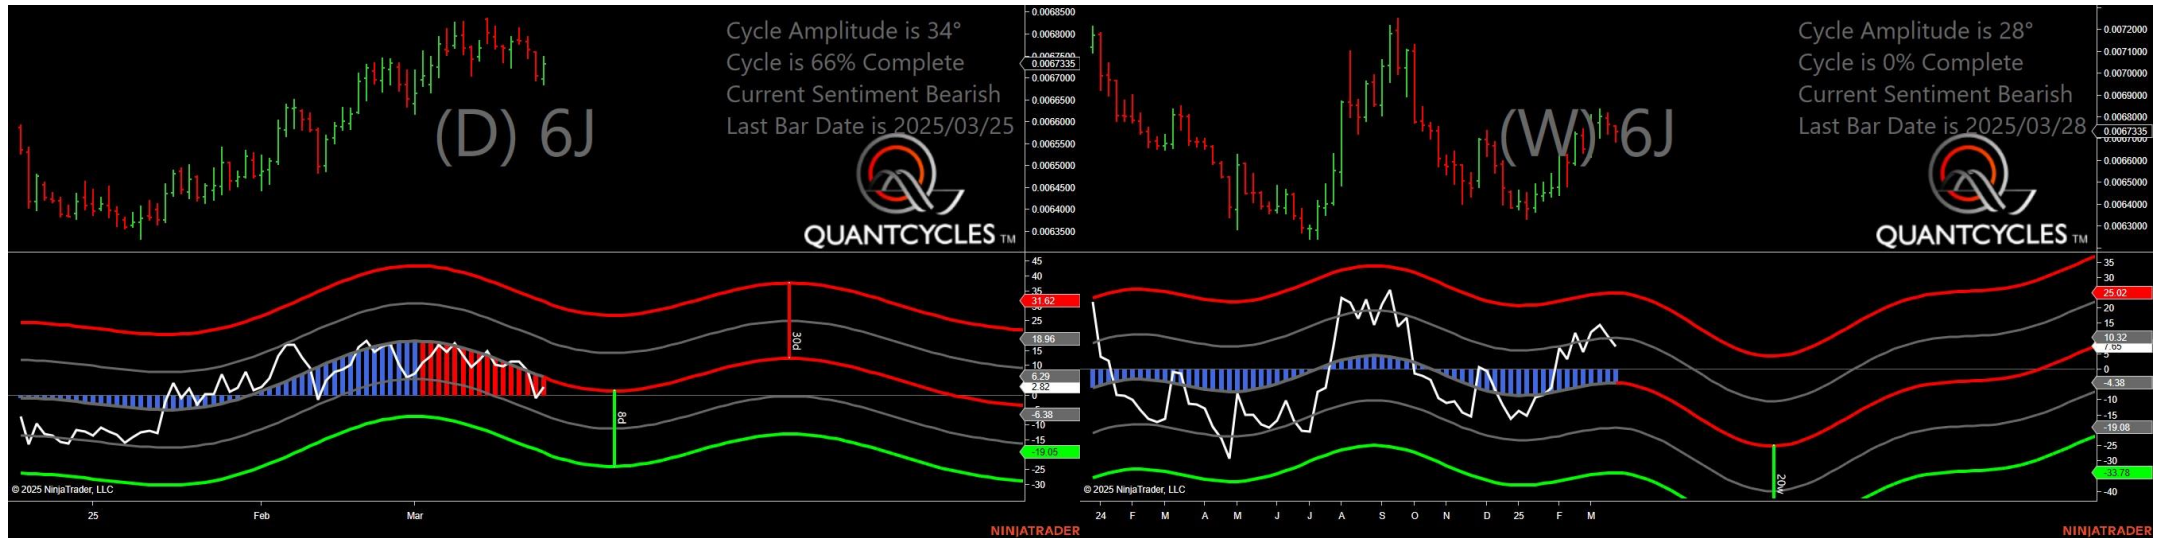 Cycle Amplitude is 34°
Cycle is 66% Complete
Current Sentiment Bearish
Last Bar Date is 2025/03/25
(D) 6J
QUANTCYCLES TM
0.0068500
0.0068000
0.0067500
0.0067335
0.0067000
0.0066500
0.0066000
0.0065500
0.0065000
0.0064500
0.0064000
0.0063500
45
40
35
31.62
25
18.96
15
10
6.29
2.82
0
-6.38
-10
-15
-19.05
-25
-30
30d
8d
© 2025 NinjaTrader, LLC
25 Feb Mar
NINJATRADER
Cycle Amplitude is 28°
Cycle is 0% Complete
Current Sentiment Bearish
Last Bar Date is 2025/03/28
(W) 6J
QUANTCYCLES TM
0.0072000
0.0071000
0.0070000
0.0069000
0.0068000
0.0067335
0.0067000
0.0066000
0.0065000
0.0064000
0.0063000
35
30
25.02
20
15
10.32
7.65
5
0
-4.38
-10
-15
-19.08
-25
-30
-33.78
-40
20w
© 2025 NinjaTrader, LLC
24 F M A M J J A S O N D 25 F M
NINJATRADER